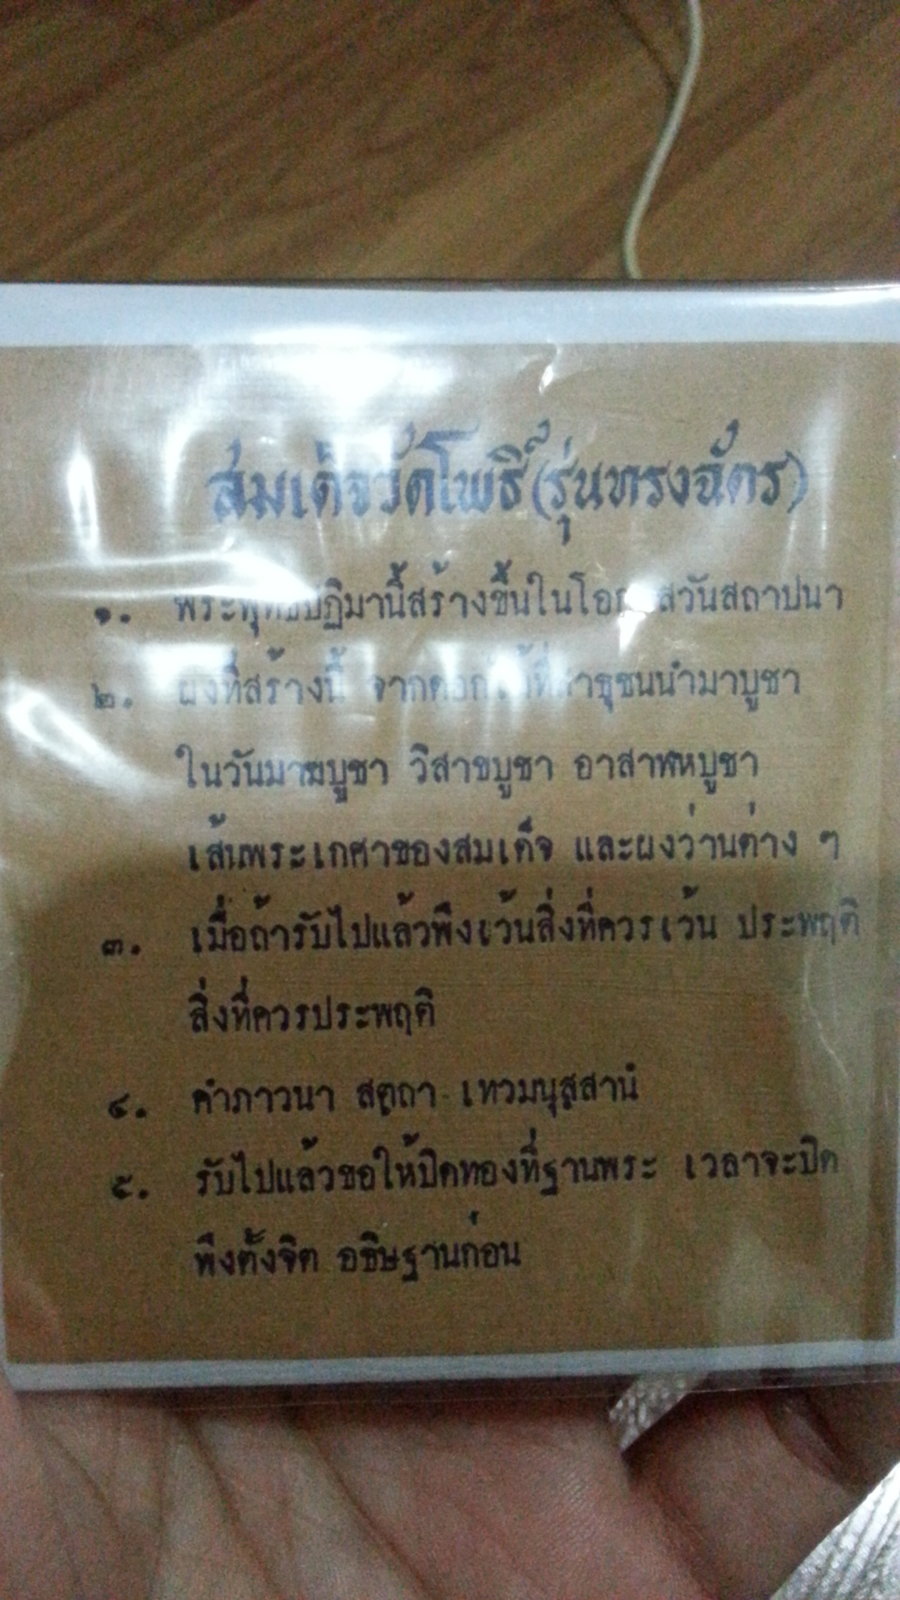 สมเด็จวัดโพธิ์ (รุ่นทรงฉัตร)
๑. พระพุทธปฏิมานี้สร้างขึ้นในโอกาสวันสถาปนา
๒. ผงที่สร้างนี้ จากดอกไม้ที่สาธุชนนำมาบูชา
ในวันมาฆบูชา วิสาขบูชา อาสาฬหบูชา
เส้นพระเกศาของสมเด็จ และผงว่านต่าง ๆ
๓. เมื่อถ้ารับไปแล้วพึงเว้นสิ่งที่ควรเว้น ประพฤติ
สิ่งที่ควรประพฤติ
๔. คำภาวนา สตฺถา เทวมนุสฺสานํ
๕. รับไปแล้วขอให้ปิดทองที่ฐานพระ เวลาจะปิด
พึงตั้งจิต อธิษฐานก่อน